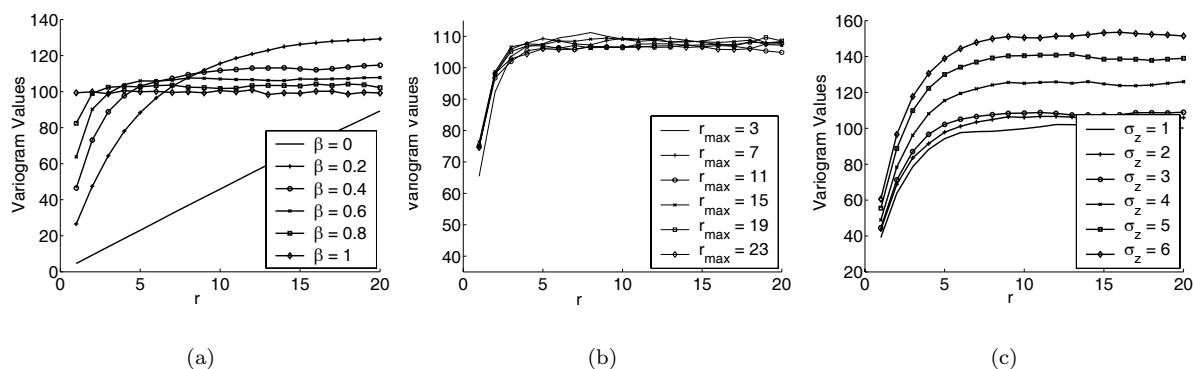 140
120
100
80
60
40
20
0
Variogram Values
0 5 10 15 20
r
β = 0
β = 0.2
β = 0.4
β = 0.6
β = 0.8
β = 1
(a)
110
100
90
80
70
60
50
40
variogram Values
0 5 10 15 20
r
r_max = 3
r_max = 7
r_max = 11
r_max = 15
r_max = 19
r_max = 23
(b)
160
140
120
100
80
60
40
20
Variogram Values
0 5 10 15 20
r
σ_z = 1
σ_z = 2
σ_z = 3
σ_z = 4
σ_z = 5
σ_z = 6
(c)